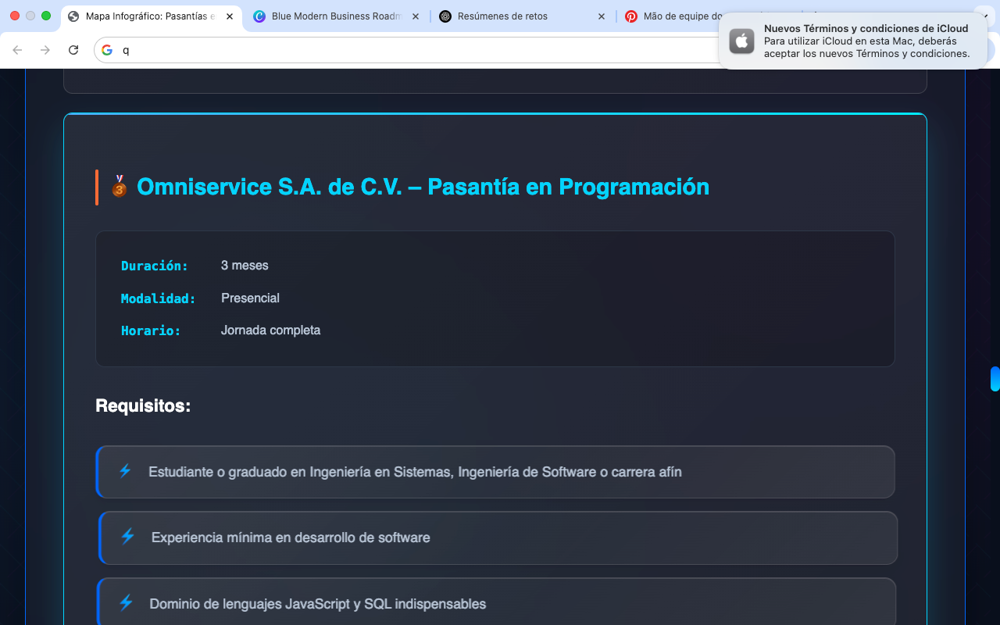 Mapa Infográfico: Pasantías e
Blue Modern Business Roadm
Resúmenes de retos
Mão de equipe do
q
Nuevos Términos y condiciones de iCloud
Para utilizar iCloud en esta Mac, deberás
aceptar los nuevos Términos y condiciones.
3 Omniservice S.A. de C.V. – Pasantía en Programación
Duración: 3 meses
Modalidad: Presencial
Horario: Jornada completa
Requisitos:
Estudiante o graduado en Ingeniería en Sistemas, Ingeniería de Software o carrera afín
Experiencia mínima en desarrollo de software
Dominio de lenguajes JavaScript y SQL indispensables